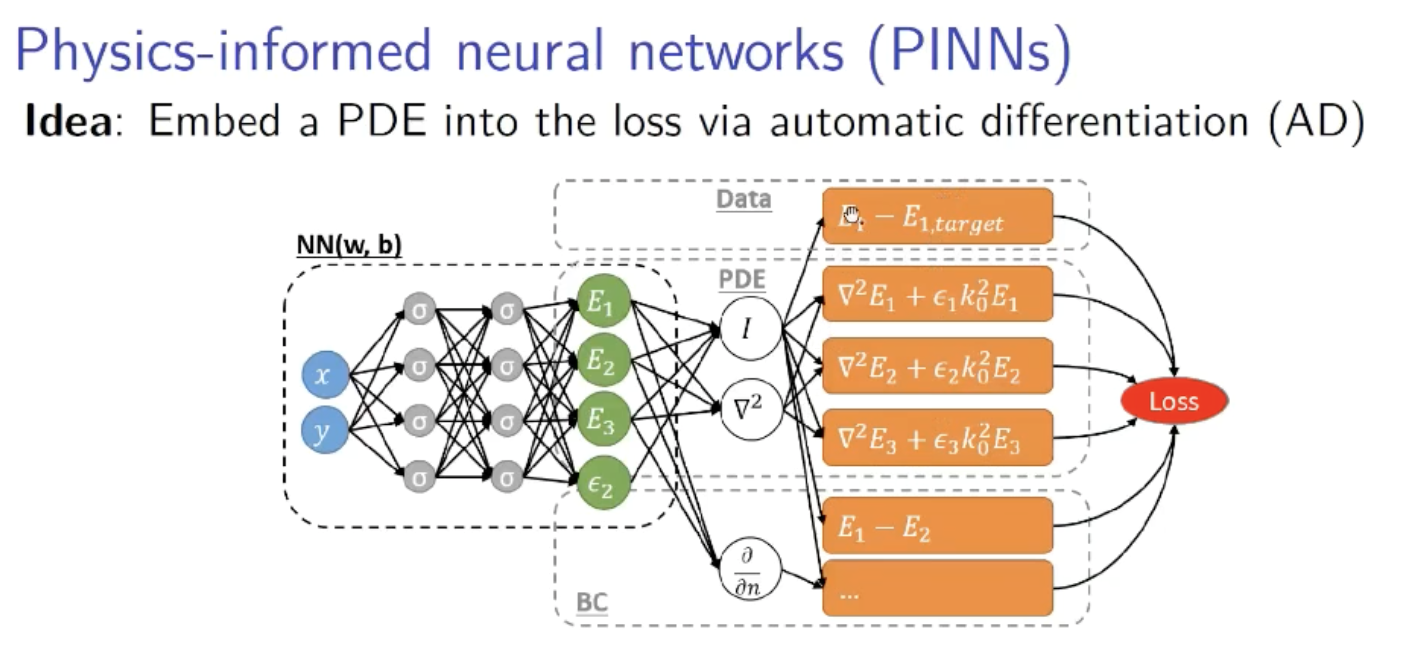 Physics-informed neural networks (PINNs)
Idea: Embed a PDE into the loss via automatic differentiation (AD)
NN(w, b)
x
y
σ σ
σ σ
σ σ
σ σ
E₁
E₂
E₃
ϵ₂
Data
− E₁,target
PDE
I
∇²
∇²E₁ + ϵ₁k₀²E₁
∇²E₂ + ϵ₂k₀²E₂
∇²E₃ + ϵ₃k₀²E₃
BC
∂
∂n
E₁ − E₂
...
Loss